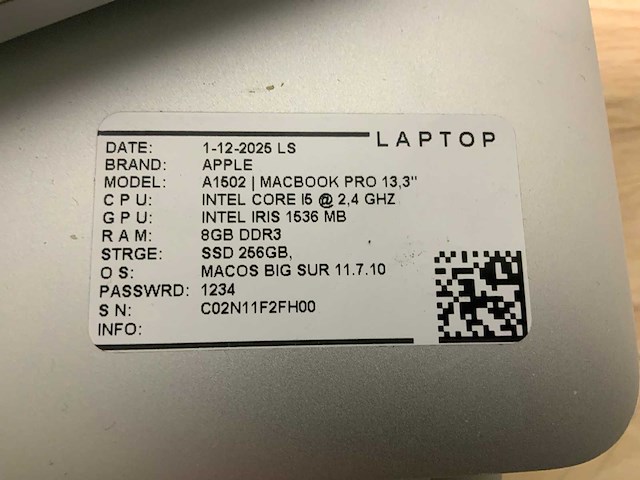 LAPTOP
DATE: 1-12-2025 LS
BRAND: APPLE
MODEL: A1502 | MACBOOK PRO 13,3"
C P U: INTEL CORE I5 @ 2,4 GHZ
G P U: INTEL IRIS 1536 MB
R A M: 8GB DDR3
STRGE: SSD 256GB,
O S: MACOS BIG SUR 11.7.10
PASSWRD: 1234
S N: C02N11F2FH00
INFO: